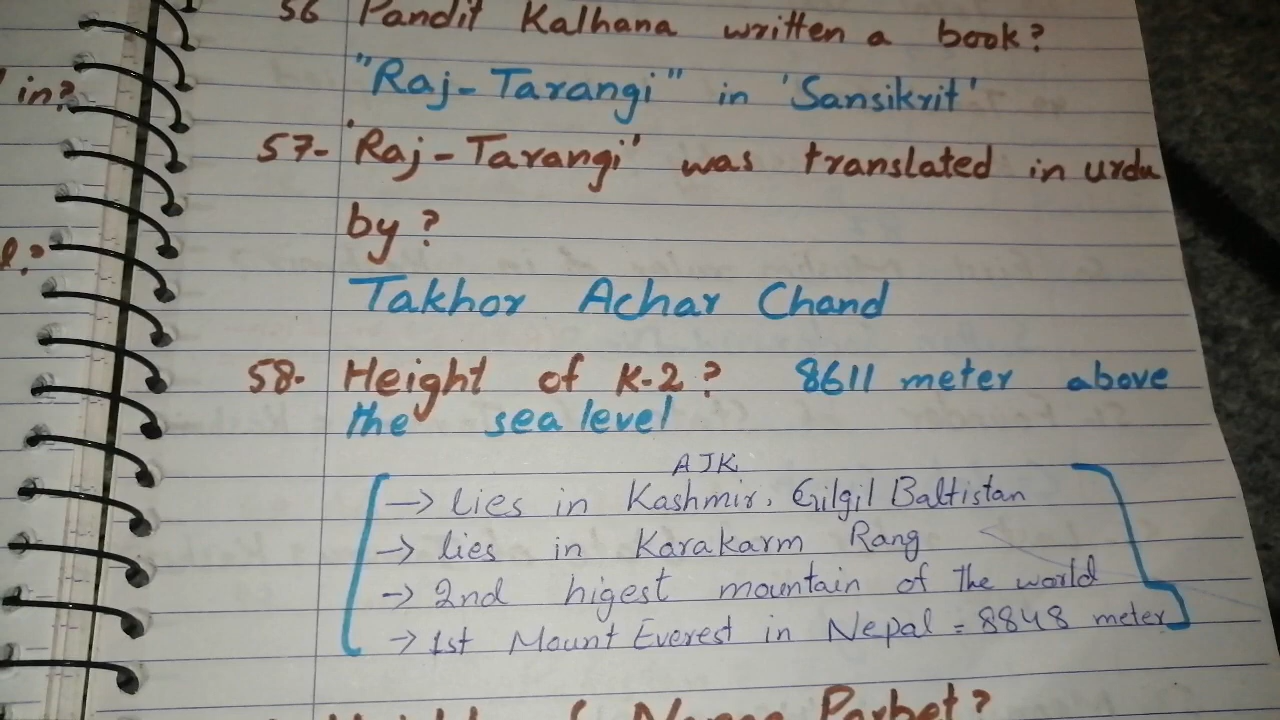 56 Pandit Kalhana written a book?
"Raj-Tarangi" in 'Sansikrit'
in?
57- 'Raj-Tarangi' was translated in urdu
by?
Takhor Achar Chand
58- Height of K-2? 8611 meter above
the sea level
AJK
→ Lies in Kashmir, Gilgil Baltistan
→ lies in Karakarm Rang
→ 2nd higest mountain of the world
→ 1st Mount Everest in Nepal = 8848 meter
Parbet?